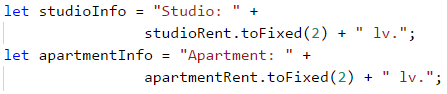 let studioInfo = "Studio: " +
studioRent.toFixed(2) + " lv.";
let apartmentInfo = "Apartment: " +
apartmentRent.toFixed(2) + " lv.";